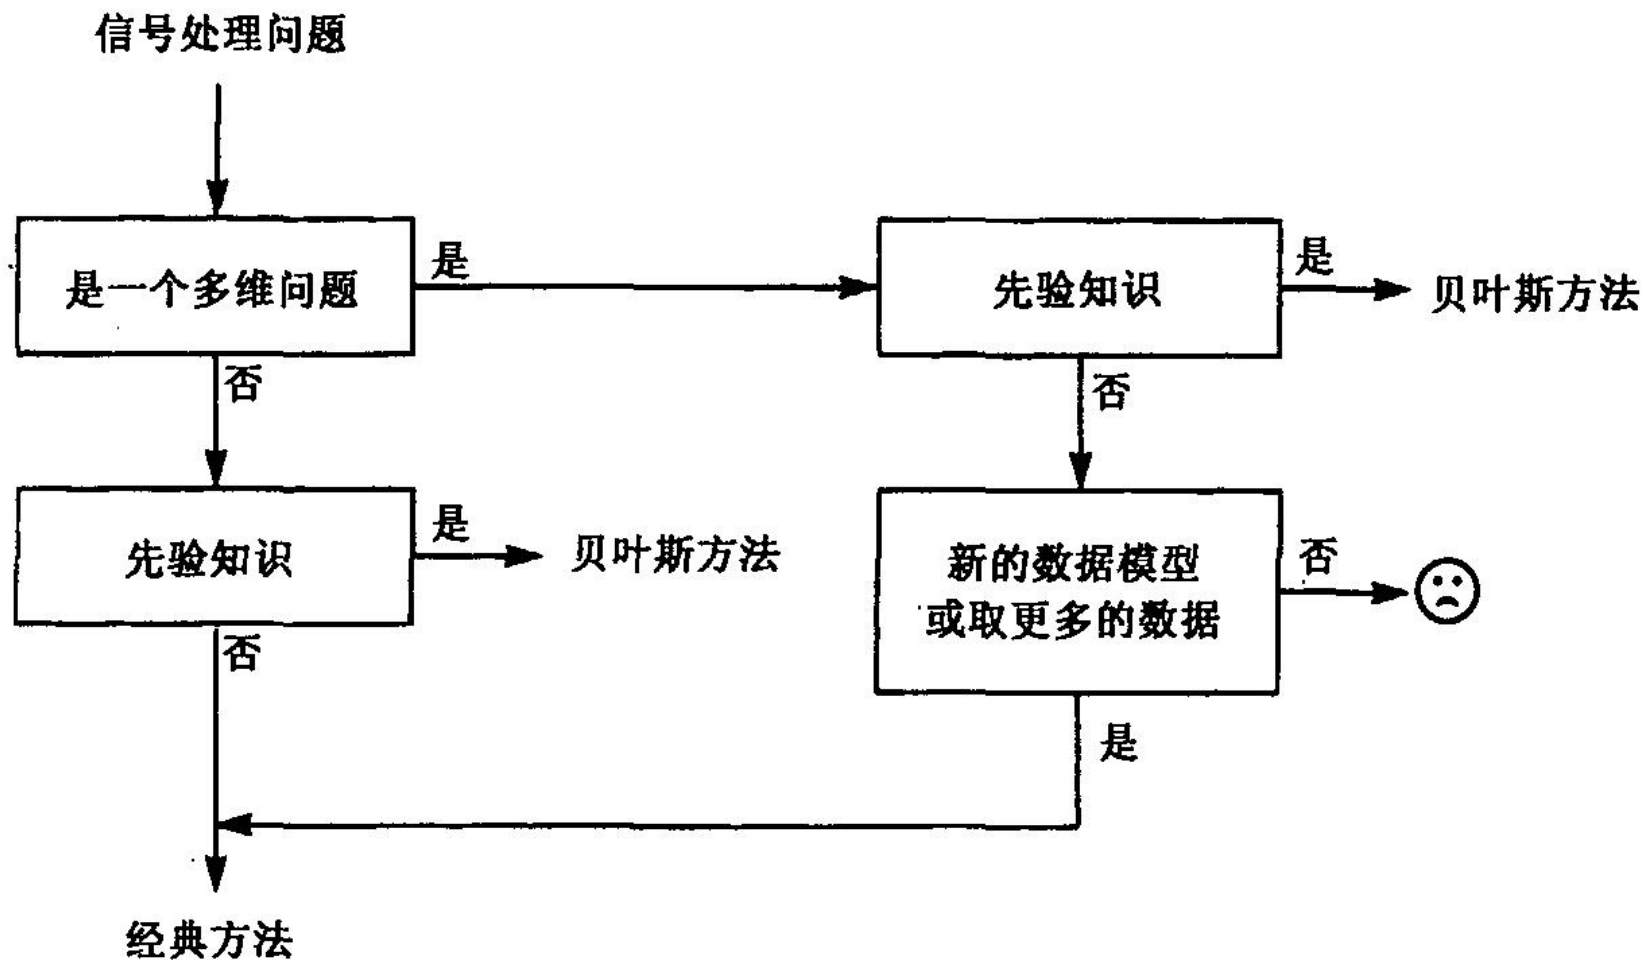 信号处理问题
是一个多维问题
是
先验知识
是
贝叶斯方法
否
否
先验知识
是
贝叶斯方法
新的数据模型
或取更多的数据
否
否
是
经典方法